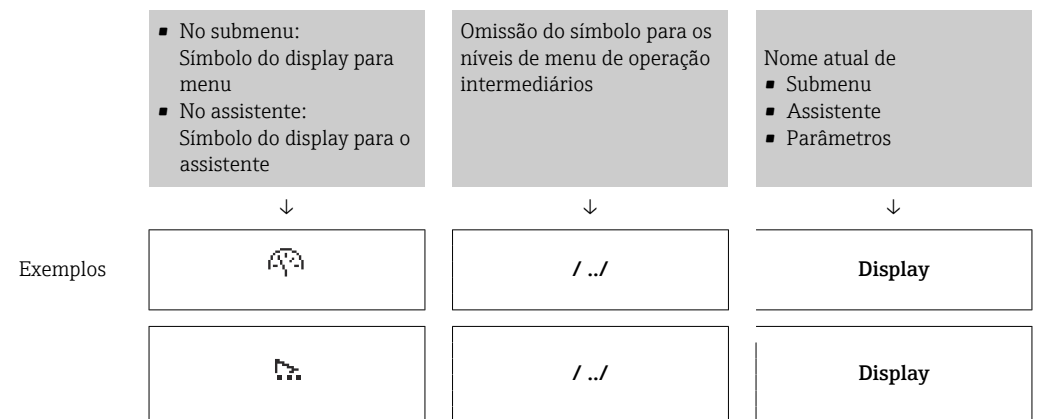 ▪ No submenu:
Símbolo do display para
menu
▪ No assistente:
Símbolo do display para o
assistente
Omissão do símbolo para os
níveis de menu de operação
intermediários
Nome atual de
▪ Submenu
▪ Assistente
▪ Parâmetros
↓ ↓ ↓
Exemplos / ../ Display
/ ../ Display